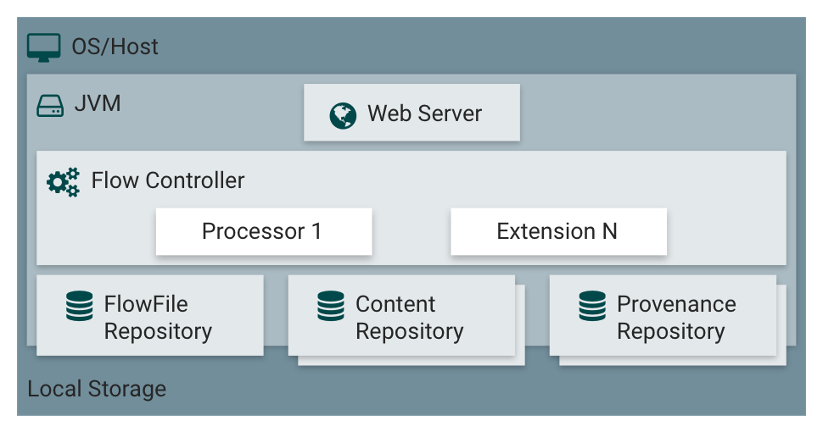 OS/Host
JVM
Web Server
Flow Controller
Processor 1
Extension N
FlowFile
Repository
Content
Repository
Provenance
Repository
Local Storage